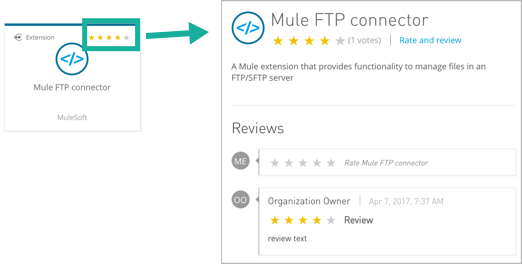 Extension
</>
Mule FTP connector
MuleSoft
</>
Mule FTP connector
(1 votes) | Rate and review
A Mule extension that provides functionality to manage files in an
FTP/SFTP server
Reviews
ME
Rate Mule FTP connector
OO
Organization Owner | Apr 7, 2017, 7:37 AM
Review
review text